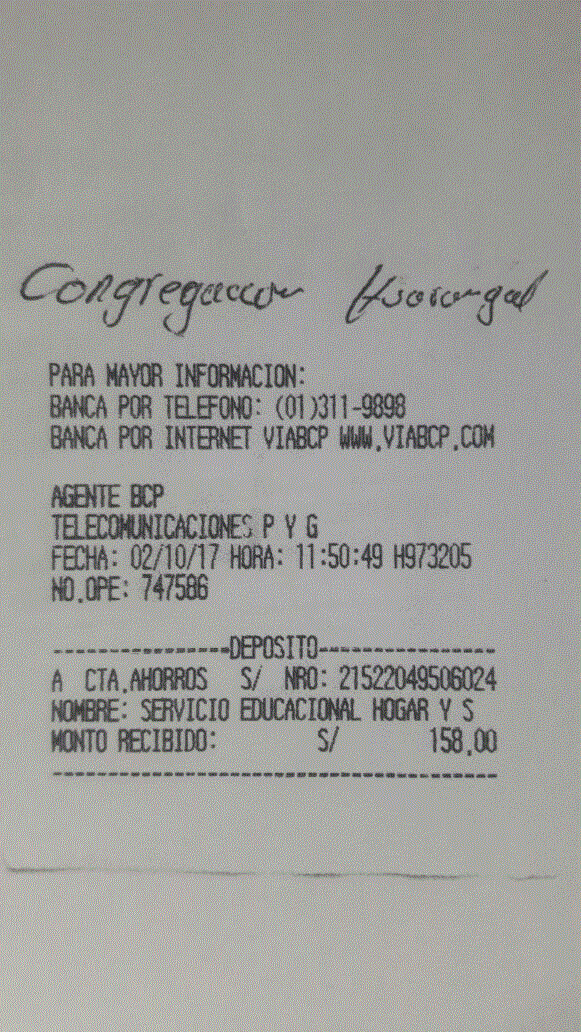 Congregacion
PARA MAYOR INFORMACION:
BANCA POR TELEFONO: (01)311-9898
BANCA POR INTERNET VIABCP WWW.VIABCP.COM
AGENTE BCP
TELECOMUNICACIONES P Y G
FECHA: 02/10/17 HORA: 11:50:49 H973205
NO.OPE: 747586
----------------DEPOSITO----------------
A CTA.AHORROS S/ NRO: 21522049506024
NOMBRE: SERVICIO EDUCACIONAL HOGAR Y S
MONTO RECIBIDO: S/ 158.00
----------------------------------------